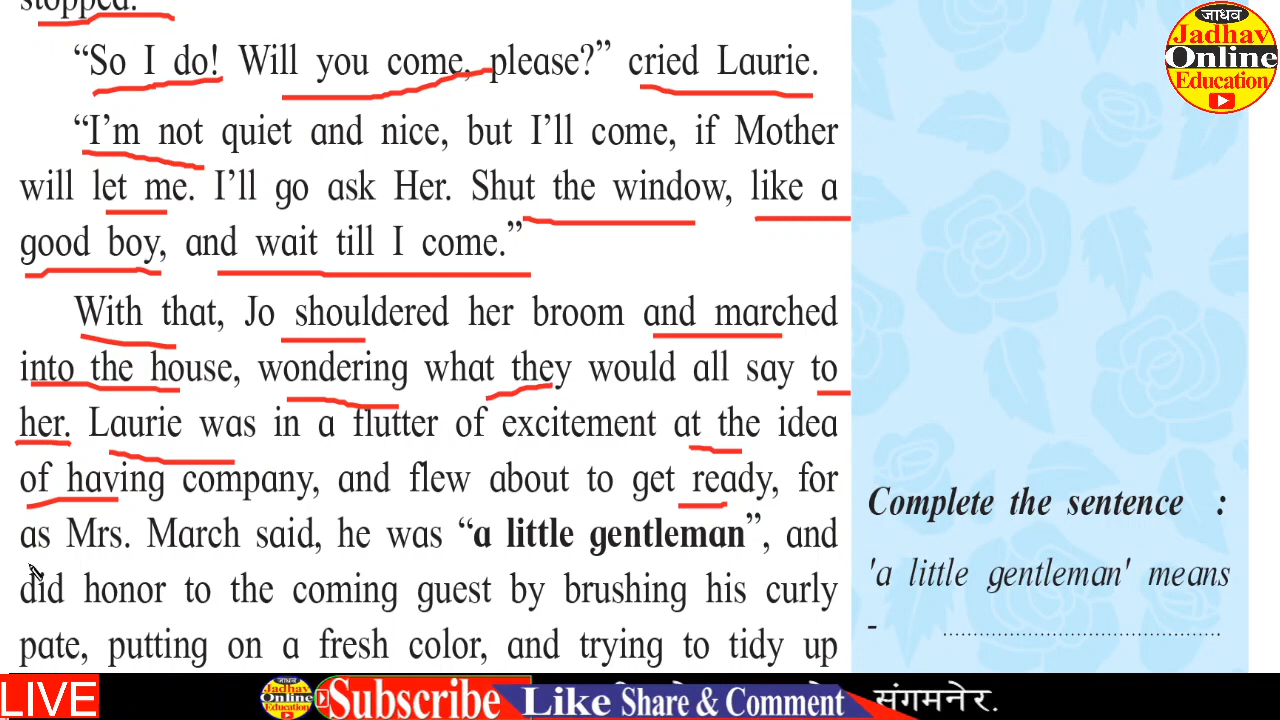 stopped.
“So I do! Will you come, please?” cried Laurie.
“I’m not quiet and nice, but I’ll come, if Mother
will let me. I’ll go ask Her. Shut the window, like a
good boy, and wait till I come.”
With that, Jo shouldered her broom and marched
into the house, wondering what they would all say to
her. Laurie was in a flutter of excitement at the idea
of having company, and flew about to get ready, for
as Mrs. March said, he was “a little gentleman”, and
did honor to the coming guest by brushing his curly
pate, putting on a fresh color, and trying to tidy up
जाधव
Jadhav
Online
Education
Complete the sentence :
'a little gentleman' means
- ............................................
LIVE
Jadhav
Online
Education
Subscribe
Like Share & Comment
संगमनेर.